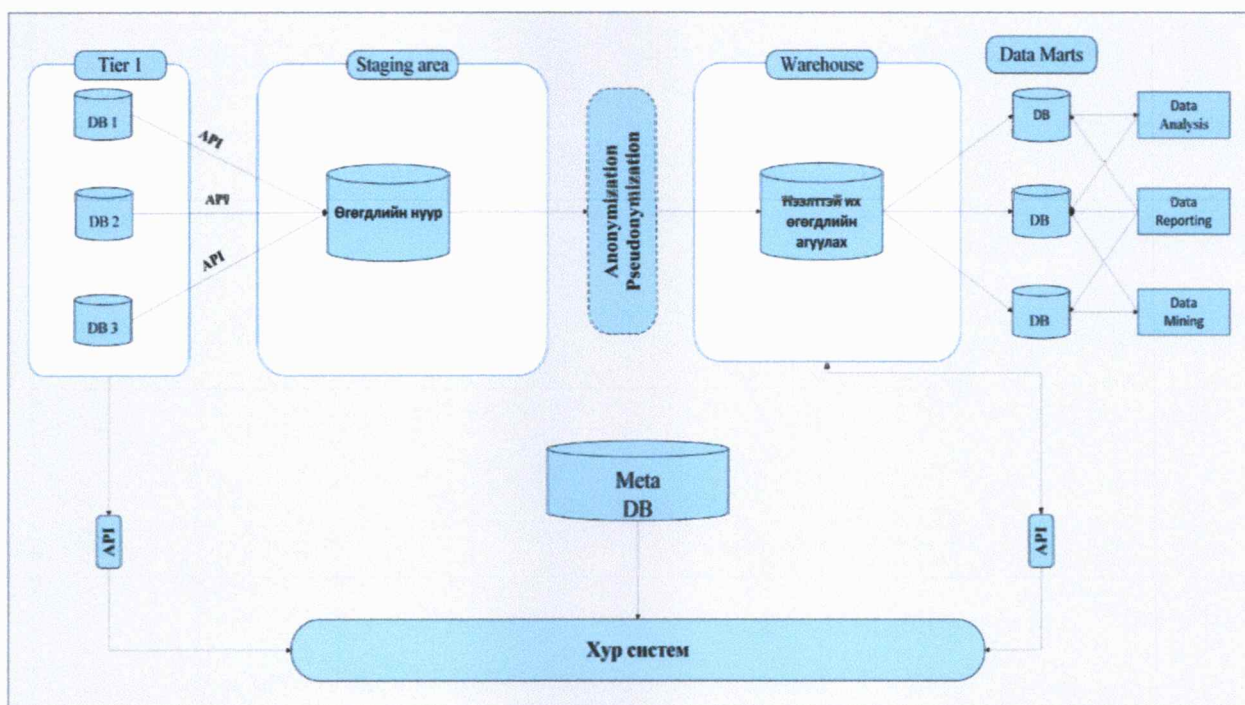 Tier 1
Staging area
Warehouse
Data Marts
DB 1
DB 2
DB 3
API
API
API
Өгөгдлийн нуур
Anonymization
Pseudonymization
Нээлттэй их
өгөгдлийн
агуулах
DB
DB
DB
Data
Analysis
Data
Reporting
Data
Mining
Meta
DB
API
API
Хур систем